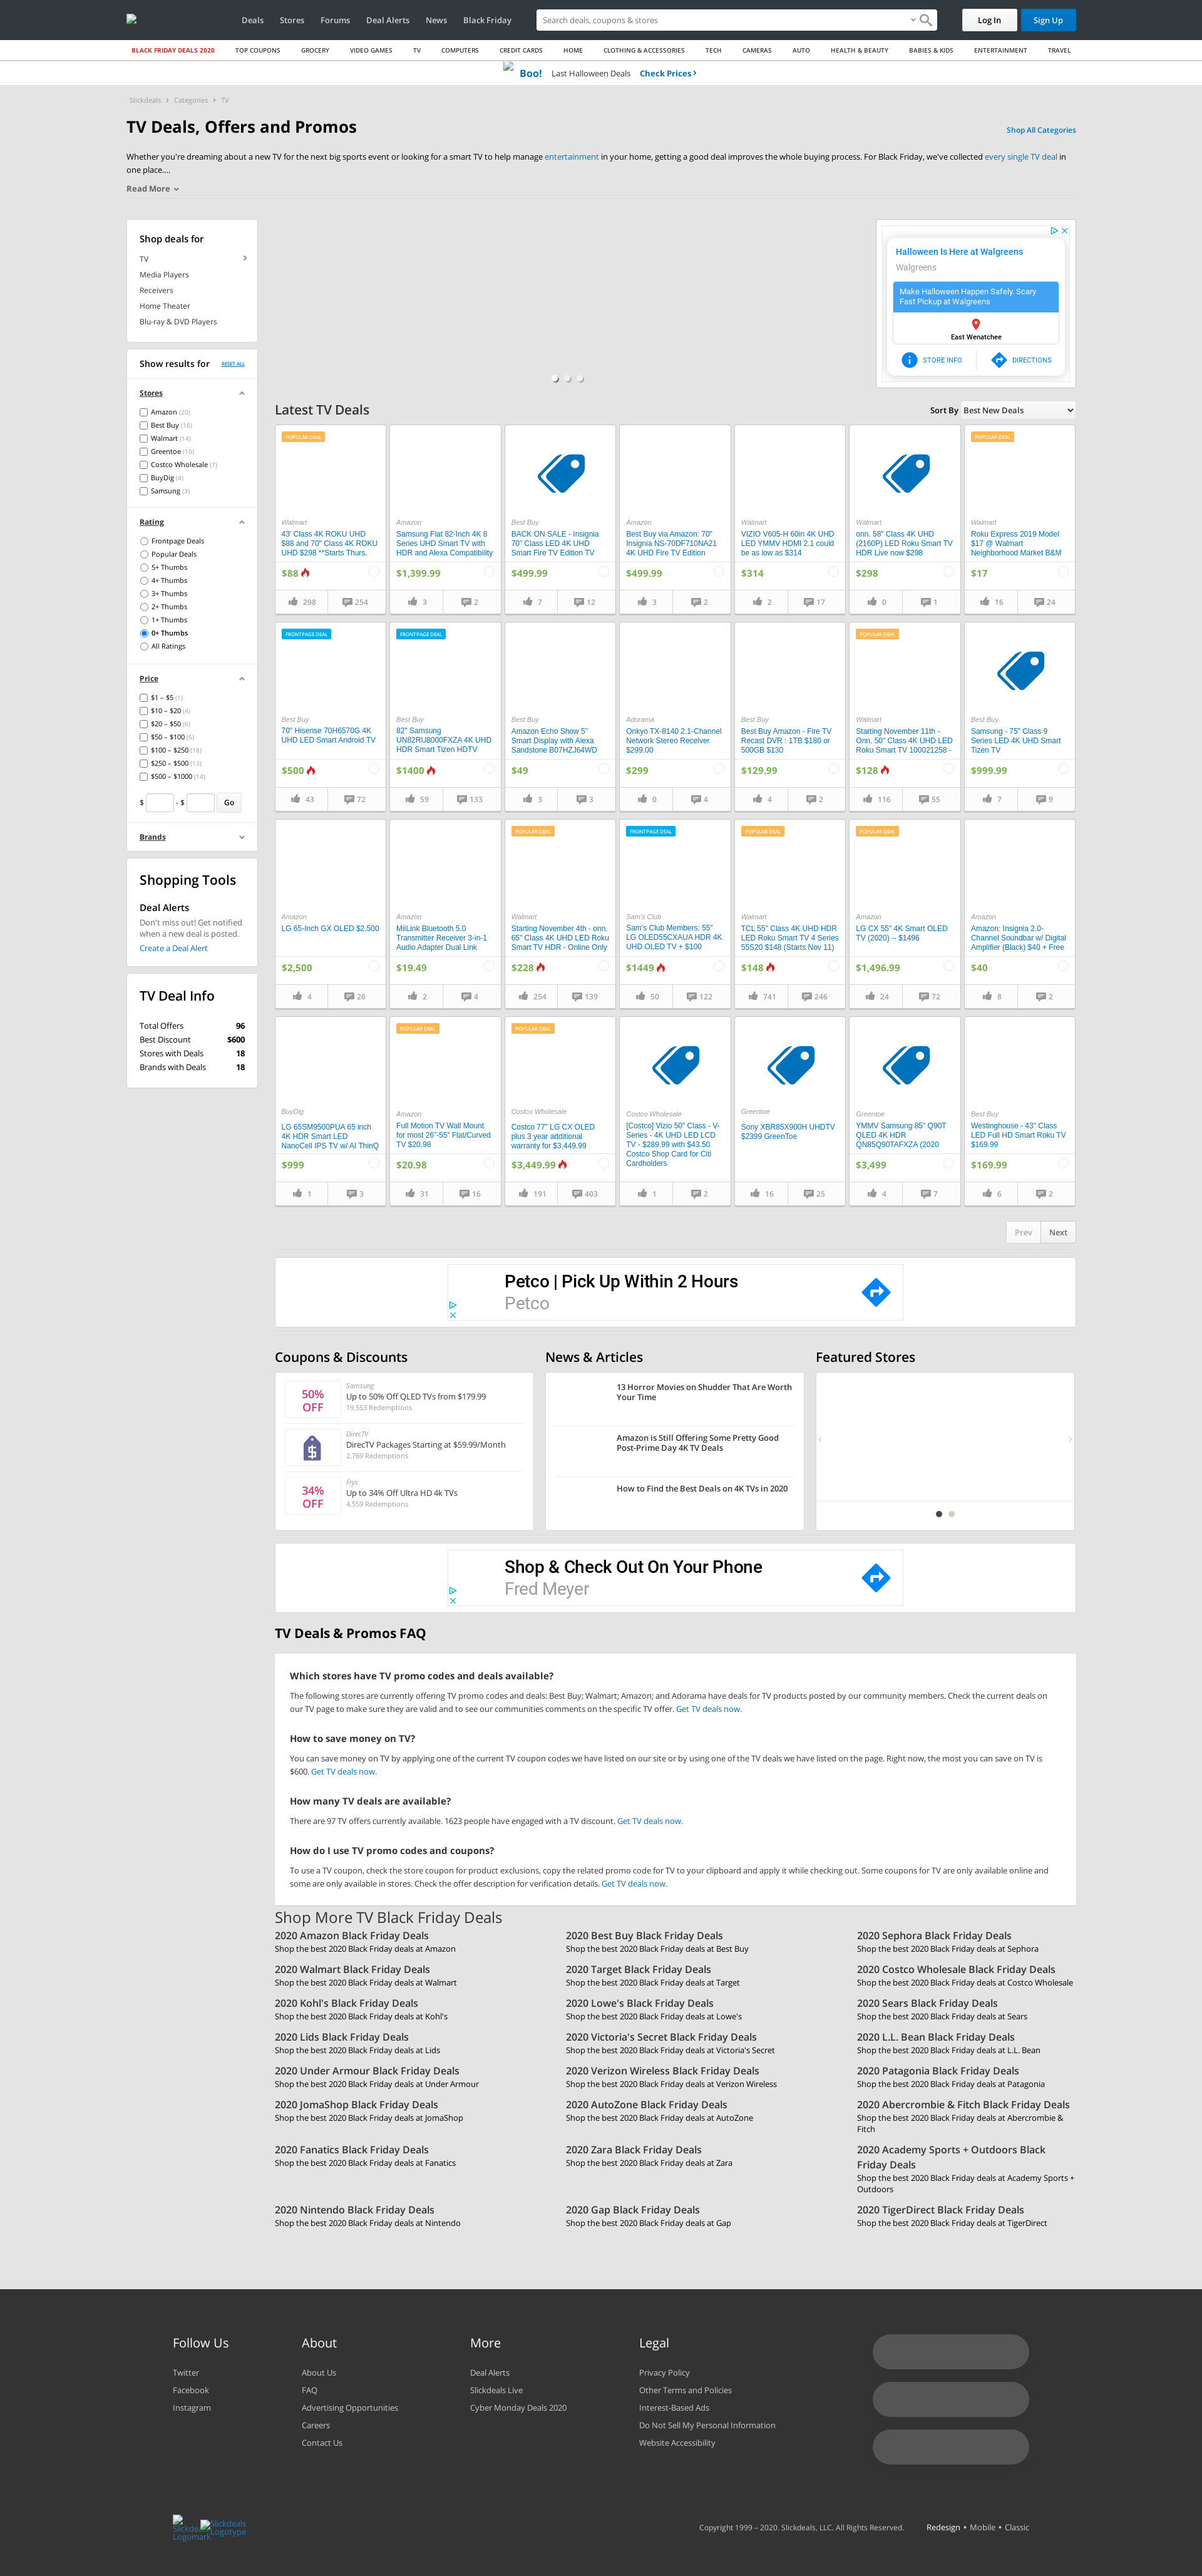 Deals Stores Forums Deal Alerts News Black Friday
Search deals, coupons & stores
Log In
Sign Up
BLACK FRIDAY DEALS 2020 TOP COUPONS GROCERY VIDEO GAMES TV COMPUTERS CREDIT CARDS HOME CLOTHING & ACCESSORIES TECH CAMERAS AUTO HEALTH & BEAUTY BABIES & KIDS ENTERTAINMENT TRAVEL
Boo! Last Halloween Deals Check Prices
Slickdeals Categories TV
TV Deals, Offers and Promos
Shop All Categories
Whether you're dreaming about a new TV for the next big sports event or looking for a smart TV to help manage entertainment in your home, getting a good deal improves the whole buying process. For Black Friday, we've collected every single TV deal in
one place....
Read More
Shop deals for
TV
Media Players
Receivers
Home Theater
Blu-ray & DVD Players
Show results for RESET ALL
Stores
Amazon (20)
Best Buy (16)
Walmart (14)
Greentoe (10)
Costco Wholesale (7)
BuyDig (4)
Samsung (3)
Rating
Frontpage Deals
Popular Deals
5+ Thumbs
4+ Thumbs
3+ Thumbs
2+ Thumbs
1+ Thumbs
0+ Thumbs
All Ratings
Price
$1 – $5 (1)
$10 – $20 (4)
$20 – $50 (6)
$50 – $100 (6)
$100 – $250 (18)
$250 – $500 (13)
$500 – $1000 (14)
$ - $ Go
Brands
Shopping Tools
Deal Alerts
Don't miss out! Get notified
when a new deal is posted.
Create a Deal Alert
TV Deal Info
Total Offers 96
Best Discount $600
Stores with Deals 18
Brands with Deals 18
Halloween Is Here at Walgreens
Walgreens
Make Halloween Happen Safely. Scary
Fast Pickup at Walgreens
East Wenatchee
STORE INFO
DIRECTIONS
Latest TV Deals
Sort By Best New Deals
POPULAR DEAL
Walmart
43' Class 4K ROKU UHD
$88 and 70" Class 4K ROKU
UHD $298 **Starts Thurs.
$88
298 254
Amazon
Samsung Flat 82-Inch 4K 8
Series UHD Smart TV with
HDR and Alexa Compatibility
$1,399.99
3 2
Best Buy
BACK ON SALE - Insignia
70" Class LED 4K UHD
Smart Fire TV Edition TV
$499.99
7 12
Amazon
Best Buy via Amazon: 70"
Insignia NS-70DF710NA21
4K UHD Fire TV Edition
$499.99
3 2
Walmart
VIZIO V605-H 60in 4K UHD
LED YMMV HDMI 2.1 could
be as low as $314
$314
2 17
Walmart
onn. 58" Class 4K UHD
(2160P) LED Roku Smart TV
HDR Live now $298
$298
0 1
POPULAR DEAL
Walmart
Roku Express 2019 Model
$17 @ Walmart
Neighborhood Market B&M
$17
16 24
FRONTPAGE DEAL
Best Buy
70" Hisense 70H6570G 4K
UHD LED Smart Android TV
$500
43 72
FRONTPAGE DEAL
Best Buy
82" Samsung
UN82RU8000FXZA 4K UHD
HDR Smart Tizen HDTV
$1400
59 133
Best Buy
Amazon Echo Show 5"
Smart Display with Alexa
Sandstone B07HZJ64WD
$49
3 3
Adorama
Onkyo TX-8140 2.1-Channel
Network Stereo Receiver
$299.00
$299
0 4
Best Buy
Best Buy Amazon - Fire TV
Recast DVR : 1TB $180 or
500GB $130
$129.99
4 2
POPULAR DEAL
Walmart
Starting November 11th -
Onn. 50" Class 4K UHD LED
Roku Smart TV 100021258 -
$128
116 55
Best Buy
Samsung - 75" Class 9
Series LED 4K UHD Smart
Tizen TV
$999.99
7 9
Amazon
LG 65-Inch GX OLED $2,500
$2,500
4 26
Amazon
MiiLink Bluetooth 5.0
Transmitter Receiver 3-in-1
Audio Adapter Dual Link
$19.49
2 4
POPULAR DEAL
Walmart
Starting November 4th - onn.
65" Class 4K UHD LED Roku
Smart TV HDR - Online Only
$228
254 139
FRONTPAGE DEAL
Sam's Club
Sam's Club Members: 55"
LG OLED55CXAUA HDR 4K
UHD OLED TV + $100
$1449
50 122
POPULAR DEAL
Walmart
TCL 55" Class 4K UHD HDR
LED Roku Smart TV 4 Series
55S20 $148 (Starts Nov 11)
$148
741 246
POPULAR DEAL
Amazon
LG CX 55" 4K Smart OLED
TV (2020) -- $1496
$1,496.99
24 72
Amazon
Amazon: Insignia 2.0-
Channel Soundbar w/ Digital
Amplifier (Black) $40 + Free
$40
8 2
BuyDig
LG 65SM9500PUA 65 inch
4K HDR Smart LED
NanoCell IPS TV w/ AI ThinQ
$999
1 3
POPULAR DEAL
Amazon
Full Motion TV Wall Mount
for most 26"-55" Flat/Curved
TV $20.98
$20.98
31 16
POPULAR DEAL
Costco Wholesale
Costco 77" LG CX OLED
plus 3 year additional
warranty for $3,449.99
$3,449.99
191 403
Costco Wholesale
[Costco] Vizio 50" Class - V-
Series - 4K UHD LED LCD
TV - $289.99 with $43.50
Costco Shop Card for Citi
Cardholders
1 2
Greentoe
Sony XBR85X900H UHDTV
$2399 GreenToe
16 25
Greentoe
YMMV Samsung 85" Q90T
QLED 4K HDR
QN85Q90TAFXZA (2020
$3,499
4 7
Best Buy
Westinghouse - 43" Class
LED Full HD Smart Roku TV
$169.99
$169.99
6 2
Prev Next
Petco | Pick Up Within 2 Hours
Petco
Coupons & Discounts
50%
OFF
Samsung
Up to 50% Off QLED TVs from $179.99
19,553 Redemptions
DirecTV
DirecTV Packages Starting at $59.99/Month
2,769 Redemptions
34%
OFF
Frys
Up to 34% Off Ultra HD 4k TVs
4,559 Redemptions
News & Articles
13 Horror Movies on Shudder That Are Worth
Your Time
Amazon is Still Offering Some Pretty Good
Post-Prime Day 4K TV Deals
How to Find the Best Deals on 4K TVs in 2020
Featured Stores
Shop & Check Out On Your Phone
Fred Meyer
TV Deals & Promos FAQ
Which stores have TV promo codes and deals available?
The following stores are currently offering TV promo codes and deals: Best Buy; Walmart; Amazon; and Adorama have deals for TV products posted by our community members. Check the current deals on
our TV page to make sure they are valid and to see our communities comments on the specific TV offer. Get TV deals now.
How to save money on TV?
You can save money on TV by applying one of the current TV coupon codes we have listed on our site or by using one of the TV deals we have listed on the page. Right now, the most you can save on TV is
$600. Get TV deals now.
How many TV deals are available?
There are 97 TV offers currently available. 1623 people have engaged with a TV discount. Get TV deals now.
How do I use TV promo codes and coupons?
To use a TV coupon, check the store coupon for product exclusions, copy the related promo code for TV to your clipboard and apply it while checking out. Some coupons for TV are only available online and
some are only available in stores. Check the offer description for verification details. Get TV deals now.
Shop More TV Black Friday Deals
2020 Amazon Black Friday Deals
Shop the best 2020 Black Friday deals at Amazon
2020 Best Buy Black Friday Deals
Shop the best 2020 Black Friday deals at Best Buy
2020 Sephora Black Friday Deals
Shop the best 2020 Black Friday deals at Sephora
2020 Walmart Black Friday Deals
Shop the best 2020 Black Friday deals at Walmart
2020 Target Black Friday Deals
Shop the best 2020 Black Friday deals at Target
2020 Costco Wholesale Black Friday Deals
Shop the best 2020 Black Friday deals at Costco Wholesale
2020 Kohl's Black Friday Deals
Shop the best 2020 Black Friday deals at Kohl's
2020 Lowe's Black Friday Deals
Shop the best 2020 Black Friday deals at Lowe's
2020 Sears Black Friday Deals
Shop the best 2020 Black Friday deals at Sears
2020 Lids Black Friday Deals
Shop the best 2020 Black Friday deals at Lids
2020 Victoria's Secret Black Friday Deals
Shop the best 2020 Black Friday deals at Victoria's Secret
2020 L.L. Bean Black Friday Deals
Shop the best 2020 Black Friday deals at L.L. Bean
2020 Under Armour Black Friday Deals
Shop the best 2020 Black Friday deals at Under Armour
2020 Verizon Wireless Black Friday Deals
Shop the best 2020 Black Friday deals at Verizon Wireless
2020 Patagonia Black Friday Deals
Shop the best 2020 Black Friday deals at Patagonia
2020 JomaShop Black Friday Deals
Shop the best 2020 Black Friday deals at JomaShop
2020 AutoZone Black Friday Deals
Shop the best 2020 Black Friday deals at AutoZone
2020 Abercrombie & Fitch Black Friday Deals
Shop the best 2020 Black Friday deals at Abercrombie &
Fitch
2020 Fanatics Black Friday Deals
Shop the best 2020 Black Friday deals at Fanatics
2020 Zara Black Friday Deals
Shop the best 2020 Black Friday deals at Zara
2020 Academy Sports + Outdoors Black
Friday Deals
Shop the best 2020 Black Friday deals at Academy Sports +
Outdoors
2020 Nintendo Black Friday Deals
Shop the best 2020 Black Friday deals at Nintendo
2020 Gap Black Friday Deals
Shop the best 2020 Black Friday deals at Gap
2020 TigerDirect Black Friday Deals
Shop the best 2020 Black Friday deals at TigerDirect
Follow Us
Twitter
Facebook
Instagram
About
About Us
FAQ
Advertising Opportunities
Careers
Contact Us
More
Deal Alerts
Slickdeals Live
Cyber Monday Deals 2020
Legal
Privacy Policy
Other Terms and Policies
Interest-Based Ads
Do Not Sell My Personal Information
Website Accessibility
Slickdeals
Logomark
Slickdeals
Logotype
Copyright 1999 – 2020. Slickdeals, LLC. All Rights Reserved. Redesign • Mobile • Classic